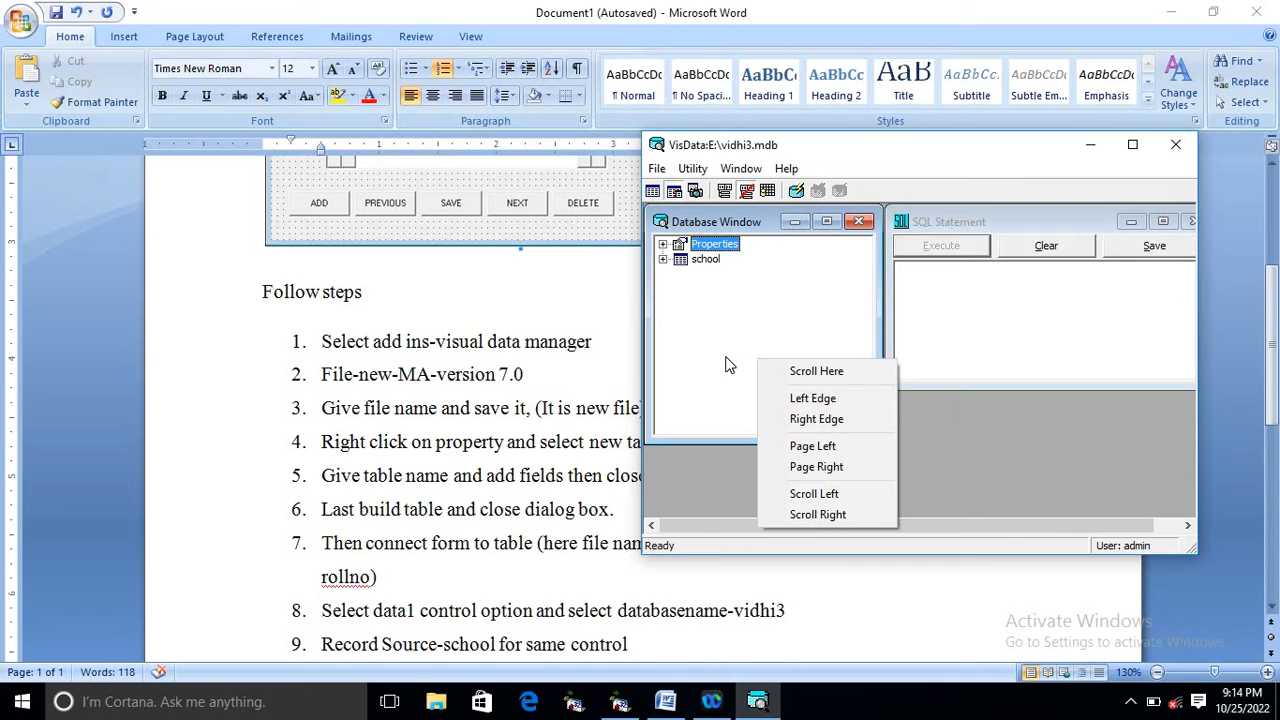 Document1 (Autosaved) - Microsoft Word
Home Insert Page Layout References Mailings Review View
Paste
Cut
Copy
Format Painter
Clipboard
Times New Roman 12
B I U abc x₂ x² Aa
Font
Paragraph
AaBbCcDc AaBbCcDc AaBbCc AaBbCc AaB AaBbCcL AaBbCcDc AaBbCcDc
¶ Normal ¶ No Spaci... Heading 1 Heading 2 Title Subtitle Subtle Em... Emphasis
Change Styles
Styles
Find
Replace
Select
Editing
ADD PREVIOUS SAVE NEXT DELETE
Follow steps
1. Select add ins-visual data manager
2. File-new-MA-version 7.0
3. Give file name and save it, (It is new file)
4. Right click on property and select new ta
5. Give table name and add fields then close
6. Last build table and close dialog box.
7. Then connect form to table (here file nam
rollno)
8. Select data1 control option and select databasename-vidhi3
9. Record Source-school for same control
VisData:E:\vidhi3.mdb
File Utility Window Help
Database Window
Properties
school
SQL Statement
Execute Clear Save
Scroll Here
Left Edge
Right Edge
Page Left
Page Right
Scroll Left
Scroll Right
Ready User: admin
Activate Windows
Go to Settings to activate Windows.
Page: 1 of 1 Words: 118 130%
I'm Cortana. Ask me anything.
9:14 PM
10/25/2022